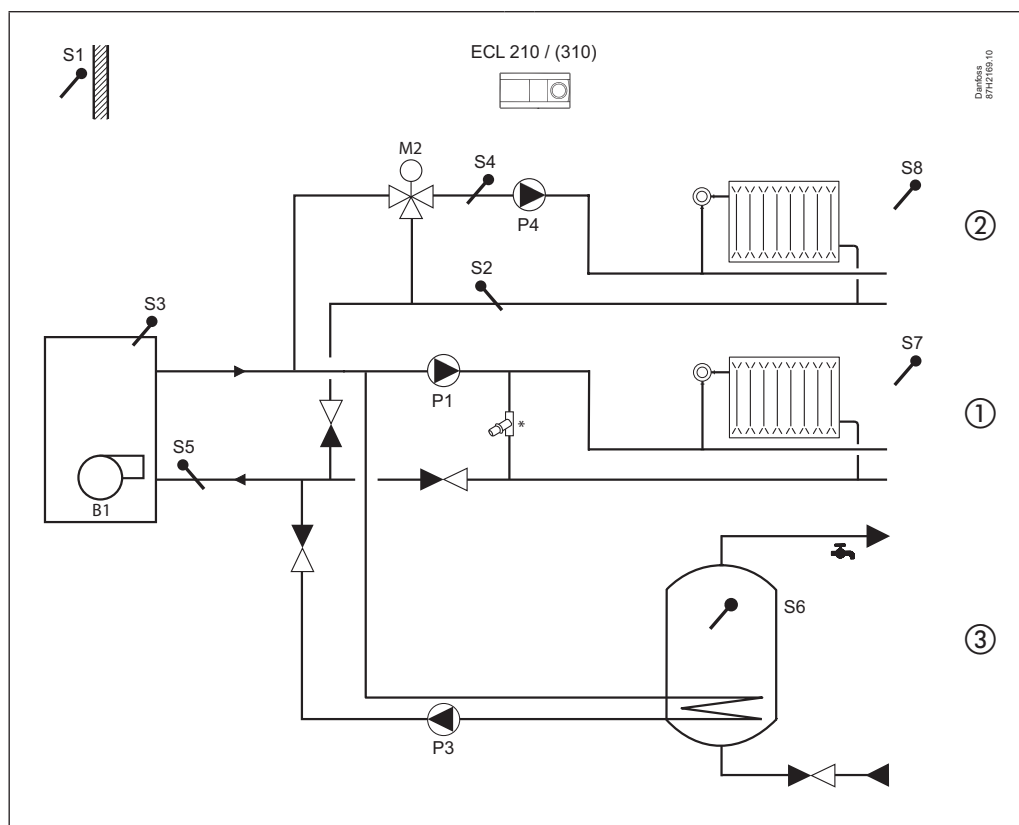 S1
ECL 210 / (310)
Danfoss
87H2169.10
M2
S4
P4
S8
②
S2
S3
S7
P1
*
①
S5
B1
S6
③
P3